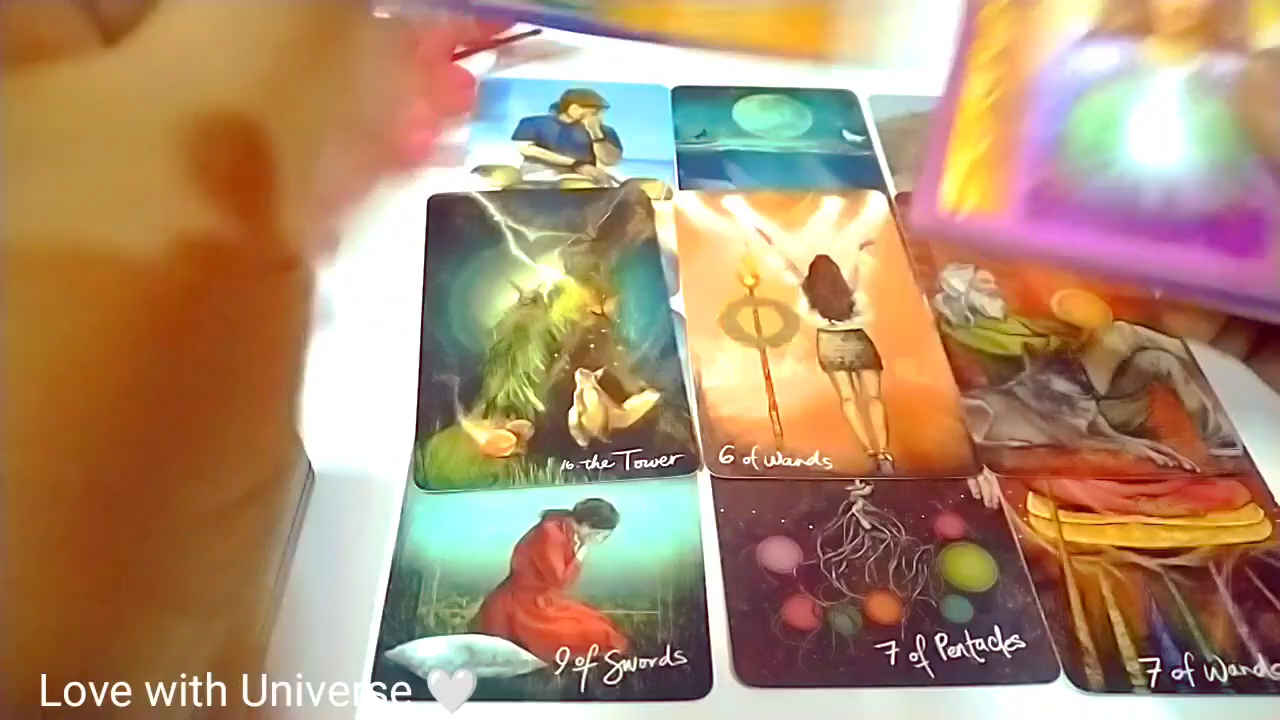 16. the Tower
6 of Wands
9 of Swords
7 of Pentacles
7 of Wands
Love with Universe 🤍